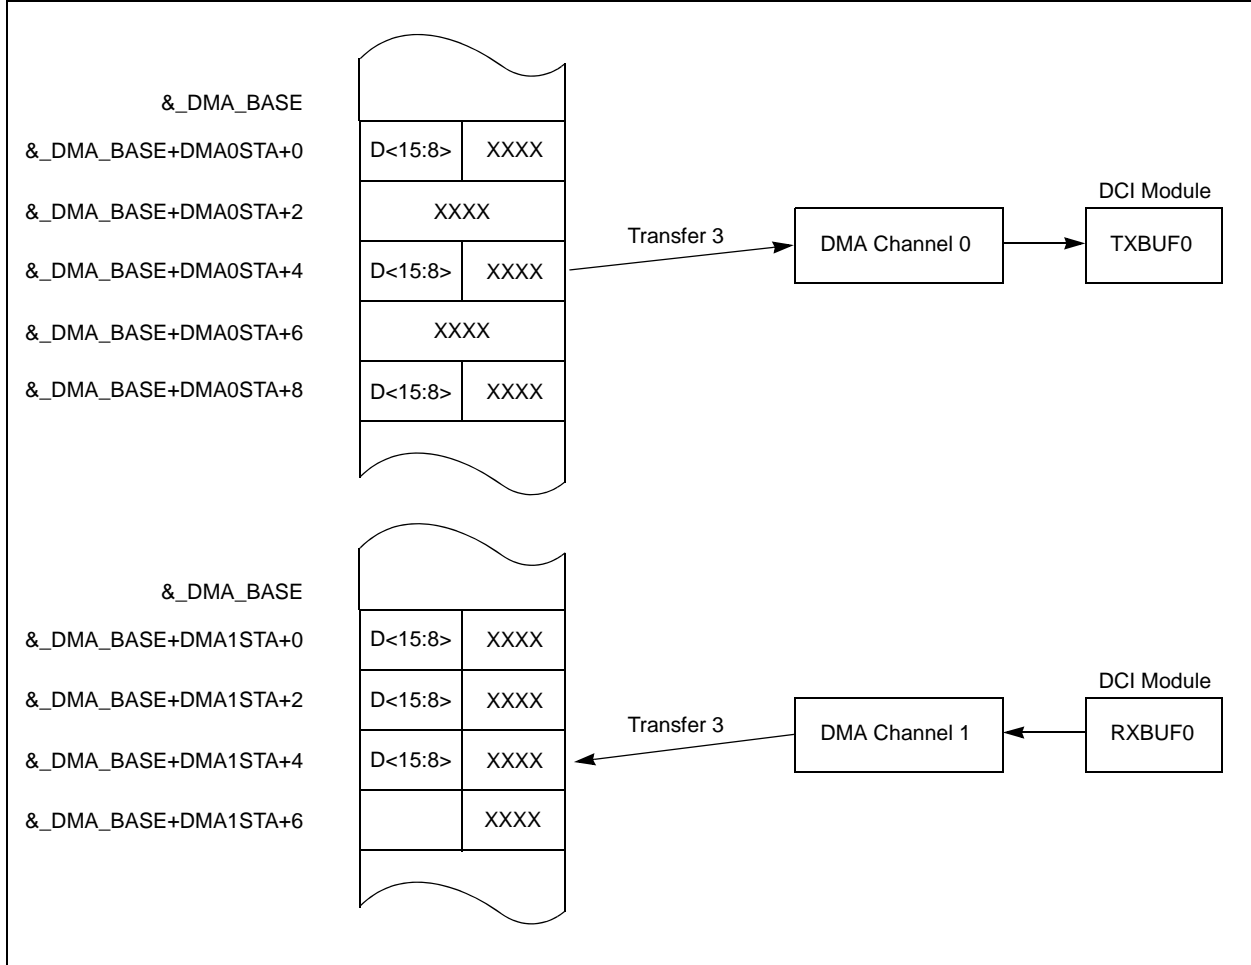 &_DMA_BASE
&_DMA_BASE+DMA0STA+0 D<15:8> XXXX
&_DMA_BASE+DMA0STA+2 XXXX
DCI Module
Transfer 3 DMA Channel 0 TXBUF0
&_DMA_BASE+DMA0STA+4 D<15:8> XXXX
&_DMA_BASE+DMA0STA+6 XXXX
&_DMA_BASE+DMA0STA+8 D<15:8> XXXX
&_DMA_BASE
&_DMA_BASE+DMA1STA+0 D<15:8> XXXX
&_DMA_BASE+DMA1STA+2 D<15:8> XXXX
DCI Module
Transfer 3 DMA Channel 1 RXBUF0
&_DMA_BASE+DMA1STA+4 D<15:8> XXXX
&_DMA_BASE+DMA1STA+6 XXXX